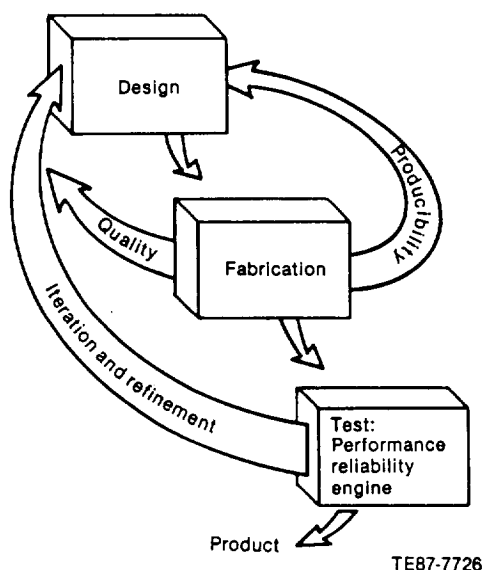 Design
Producibility
Quality
Fabrication
Iteration and refinement
Test:
Performance
reliability
engine
Product
TE87-7726